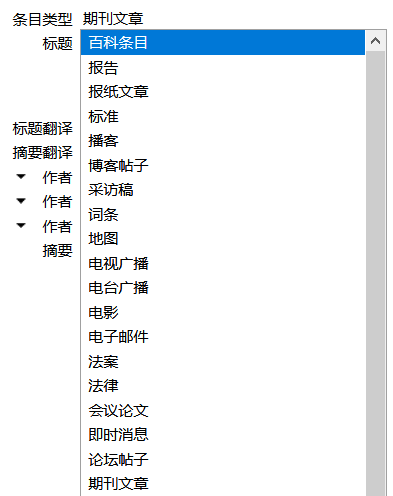 条目类型 期刊文章
标题 百科条目
报告
报纸文章
标准
播客
标题翻译
博客帖子
摘要翻译
作者 采访稿
作者 词条
作者 地图
摘要 电视广播
电台广播
电影
电子邮件
法案
法律
会议论文
即时消息
论坛帖子
期刊文章